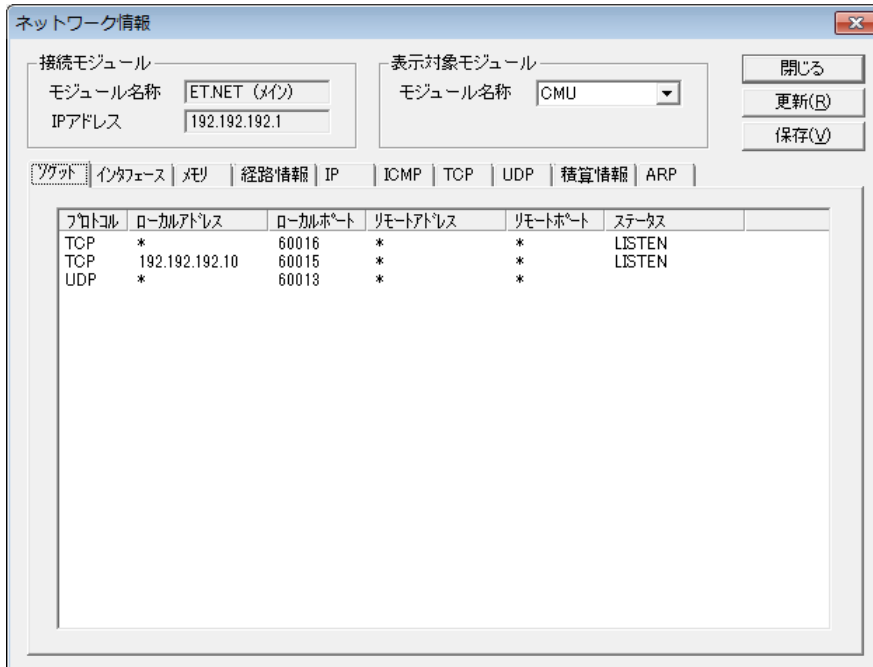 ネットワーク情報
接続モジュール
モジュール名称 ET.NET (ﾒｲﾝ)
IPアドレス 192.192.192.1
表示対象モジュール
モジュール名称 CMU
閉じる
更新(R)
保存(V)
ｿｹｯﾄ ｲﾝﾀﾌｪｰｽ ﾒﾓﾘ 経路情報 IP ICMP TCP UDP 積算情報 ARP
ﾌﾟﾛﾄｺﾙ ﾛｰｶﾙｱﾄﾞﾚｽ ﾛｰｶﾙﾎﾟｰﾄ ﾘﾓｰﾄｱﾄﾞﾚｽ ﾘﾓｰﾄﾎﾟｰﾄ ｽﾃｰﾀｽ
TCP * 60016 * * LISTEN
TCP 192.192.192.10 60015 * * LISTEN
UDP * 60013 * *